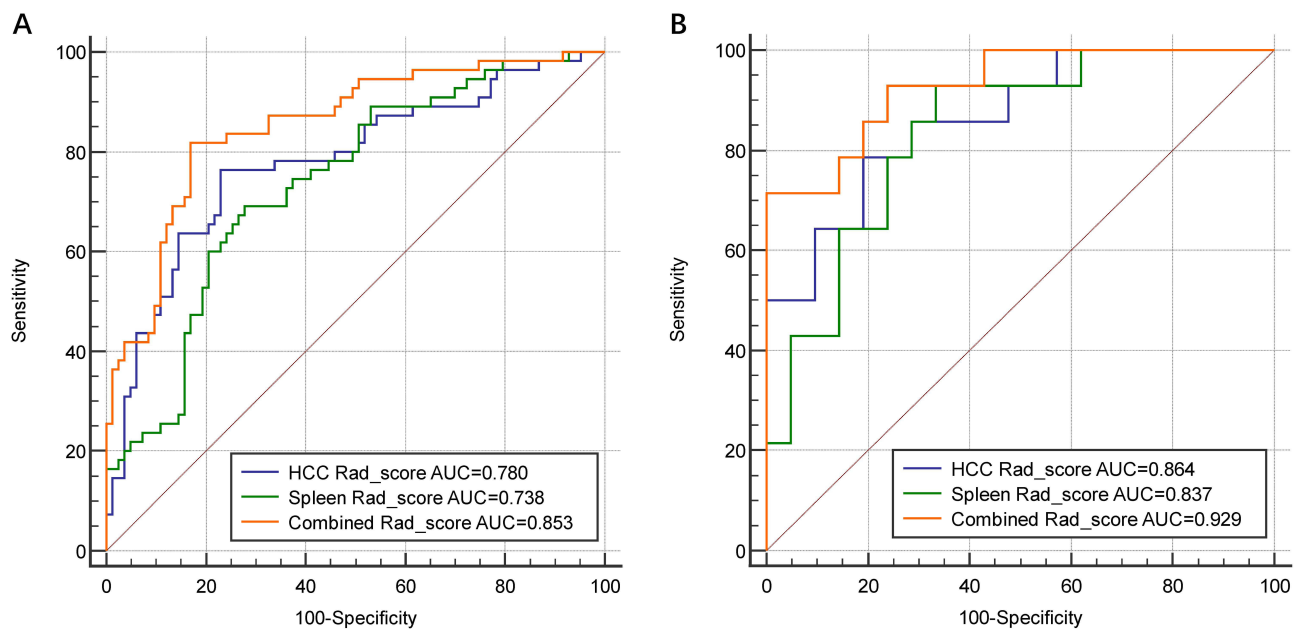 A
100
80
60
40
20
0
Sensitivity
HCC Rad_score AUC=0.780
Spleen Rad_score AUC=0.738
Combined Rad_score AUC=0.853
0 20 40 60 80 100
100-Specificity
B
100
80
60
40
20
0
Sensitivity
HCC Rad_score AUC=0.864
Spleen Rad_score AUC=0.837
Combined Rad_score AUC=0.929
0 20 40 60 80 100
100-Specificity